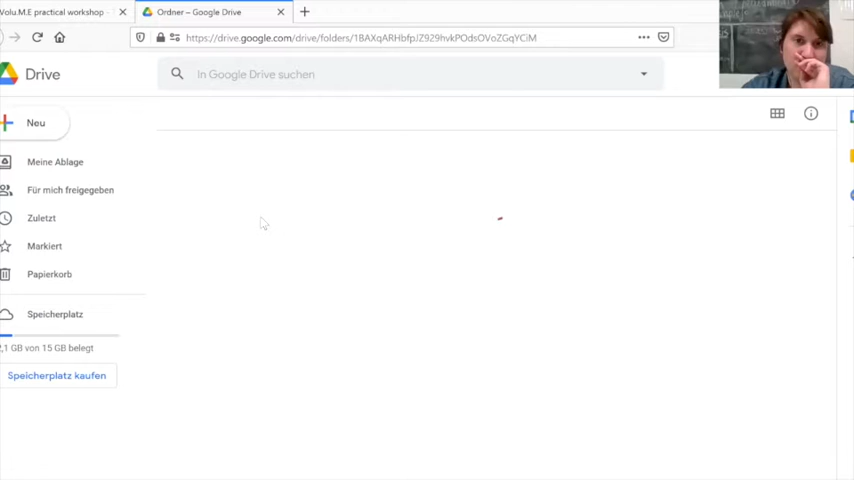 Volu.M.E practical workshop -
Ordner – Google Drive
https://drive.google.com/drive/folders/1BAXqARHbfpJZ929hvkPOdsOVoZGqYCiM
Drive
In Google Drive suchen
Neu
Meine Ablage
Für mich freigegeben
Zuletzt
Markiert
Papierkorb
Speicherplatz
2,1 GB von 15 GB belegt
Speicherplatz kaufen